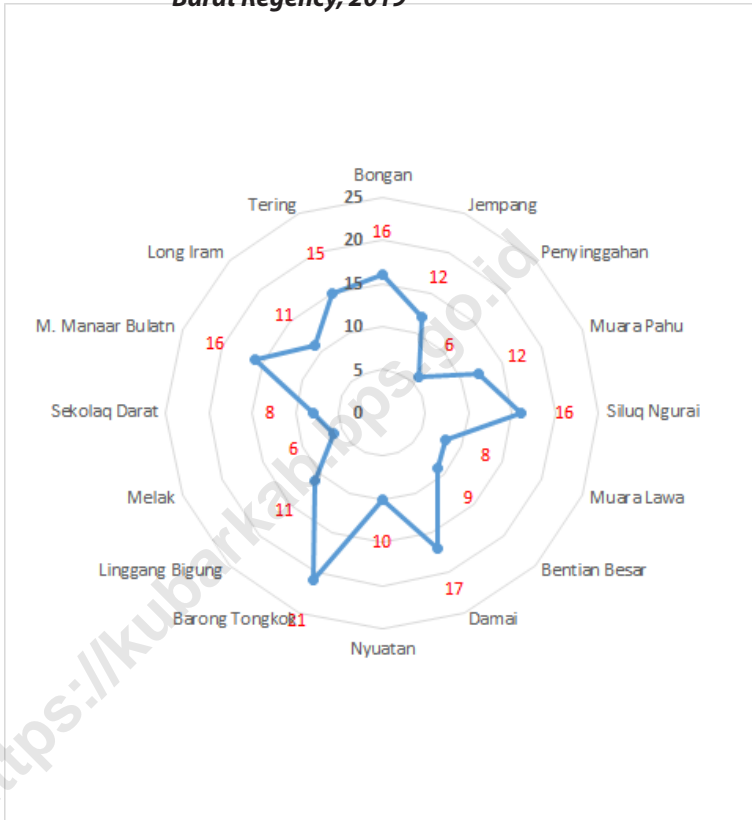 Barat Regency, 2019
Bongan
Tering
Jempang
Long Iram
Penyinggahan
M. Manaar Bulatn
Muara Pahu
Sekolaq Darat
Siluq Ngurai
Melak
Muara Lawa
Linggang Bigung
Bentian Besar
Barong Tongkok
Damai
Nyuatan
25
20
15
10
5
0
16
12
6
12
16
8
9
17
10
21
11
6
8
16
11
15
https://kubarkab.bps.go.id